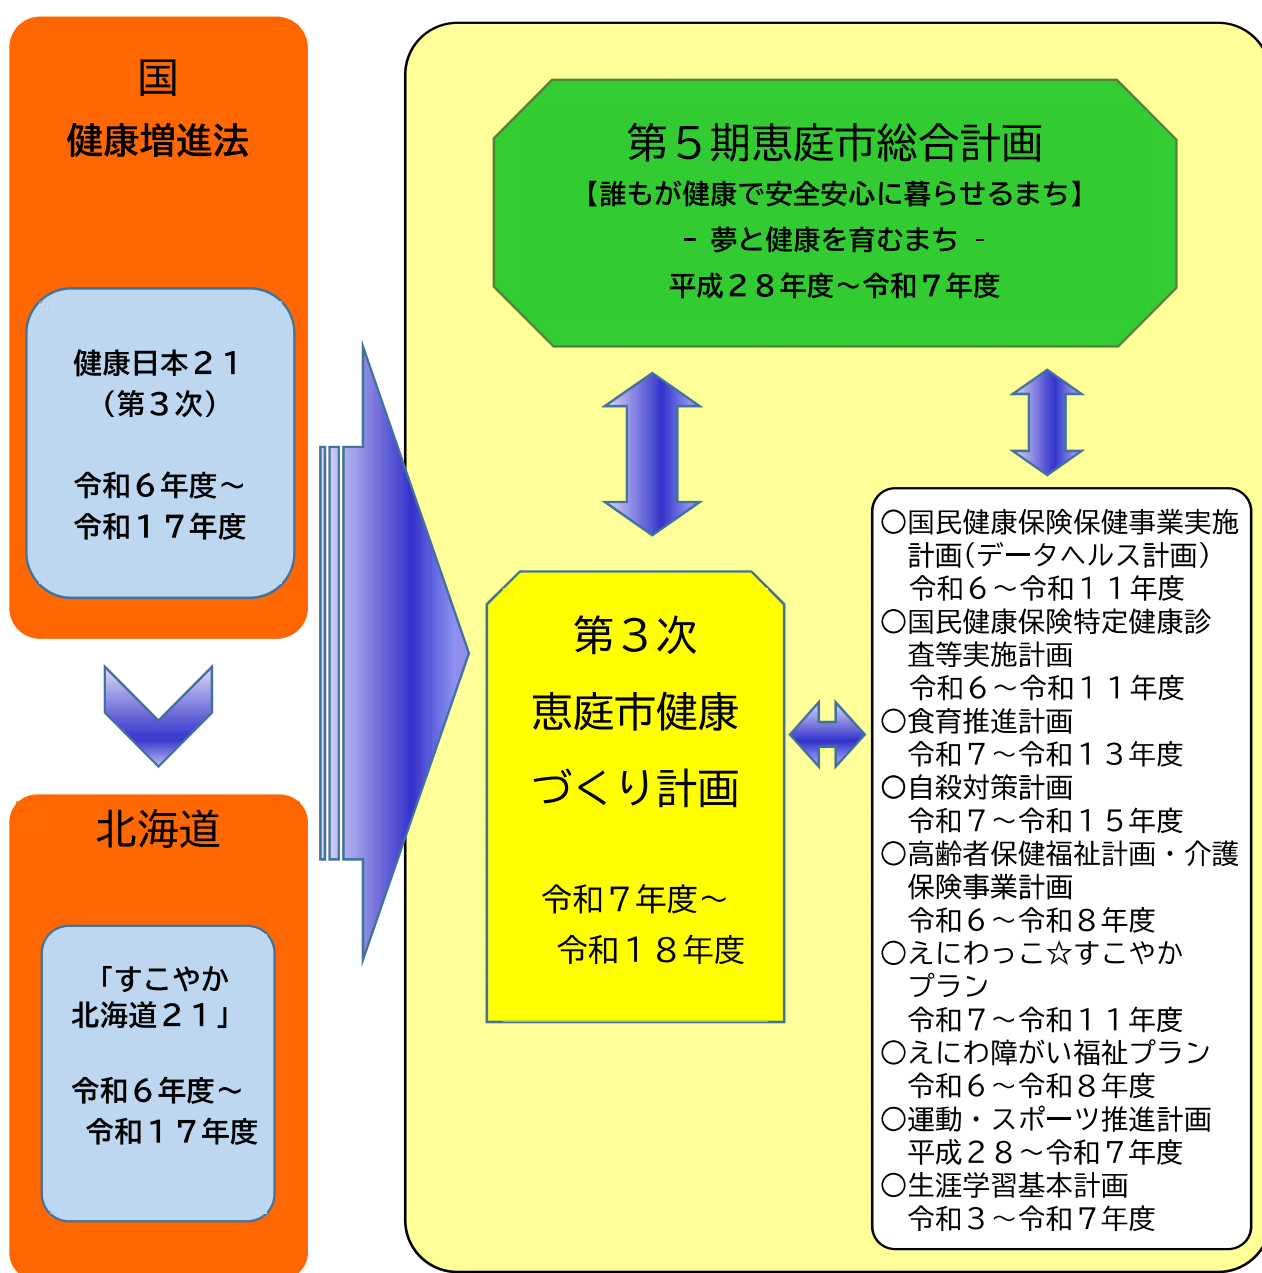 国
健康増進法
健康日本２１
（第３次）
令和６年度～
令和１７年度
北海道
「すこやか
北海道２１」
令和６年度～
令和１７年度
第５期恵庭市総合計画
【誰もが健康で安全安心に暮らせるまち】
- 夢と健康を育むまち -
平成２８年度～令和７年度
第３次
恵庭市健康
づくり計画
令和７年度～
令和１８年度
○国民健康保険保健事業実施
計画(データヘルス計画）
令和６～令和１１年度
○国民健康保険特定健康診
査等実施計画
令和６～令和１１年度
○食育推進計画
令和７～令和１３年度
○自殺対策計画
令和７～令和１５年度
○高齢者保健福祉計画・介護
保険事業計画
令和６～令和８年度
○えにわっこ☆すこやか
プラン
令和７～令和１１年度
○えにわ障がい福祉プラン
令和６～令和８年度
○運動・スポーツ推進計画
平成２８～令和７年度
○生涯学習基本計画
令和３～令和７年度